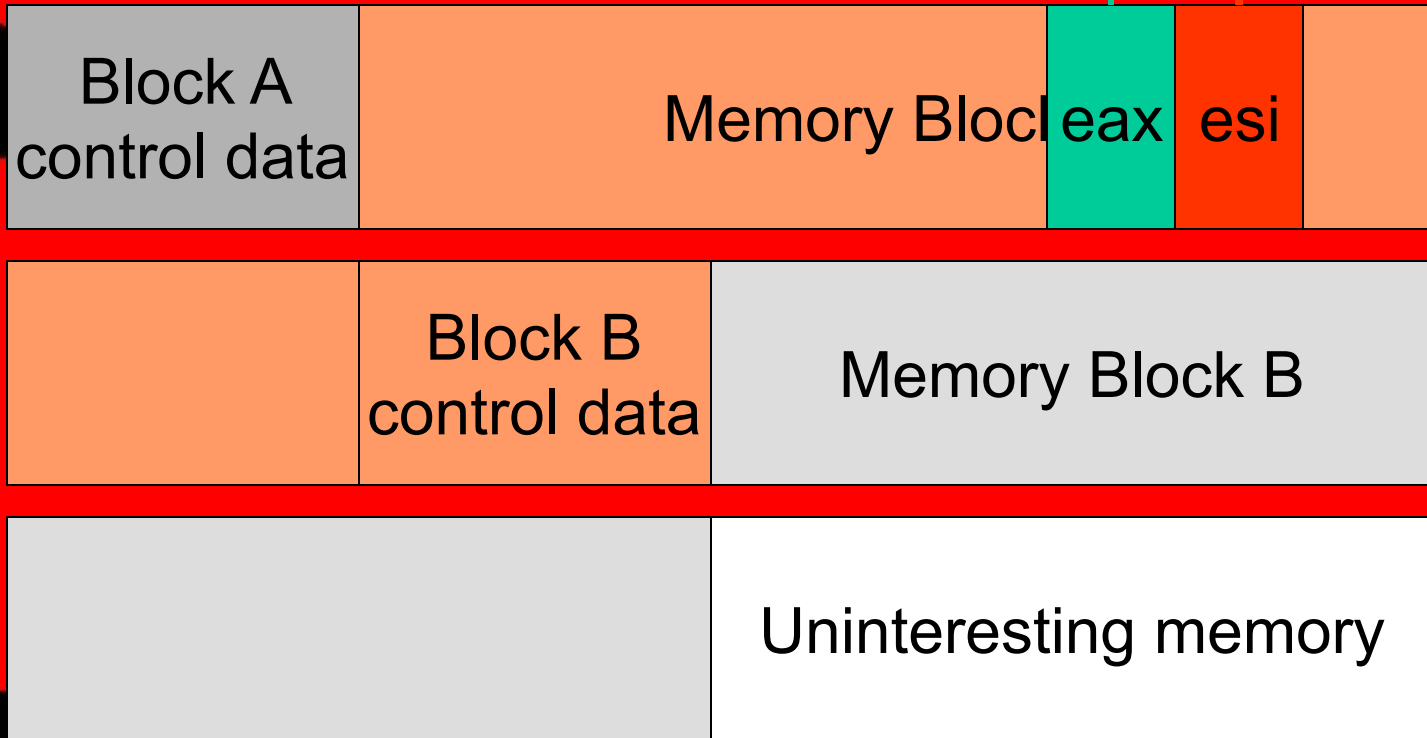 Block A
control data
Memory Bloc
eax
esi
Block B
control data
Memory Block B
Uninteresting memory